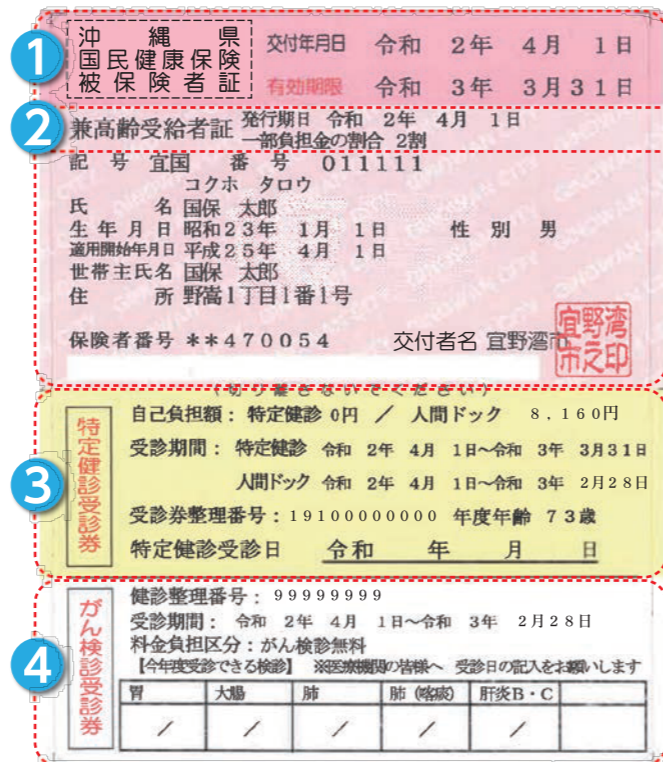 1
沖縄県
国民健康保険
被保険者証
交付年月日 令和 2年 4月 1日
有効期限 令和 3年 3月31日
2
兼高齢受給者証 発行期日 令和 2年 4月 1日
一部負担金の割合 2割
記号 宜国 番号 011111
コクホ タロウ
氏名 国保 太郎
生年月日 昭和23年 1月 1日 性別 男
適用開始年月日 平成25年 4月 1日
世帯主氏名 国保 太郎
住所 野嵩1丁目1番1号
保険者番号 **470054 交付者名 宜野湾市
宜野湾市之印
(切り離さないでください)
3
特定健診受診券
自己負担額：特定健診 0円 / 人間ドック 8,160円
受診期間：特定健診 令和 2年 4月 1日～令和 3年 3月31日
人間ドック 令和 2年 4月 1日～令和 3年 2月28日
受診券整理番号：19100000000 年度年齢 73歳
特定健診受診日 令和 年 月 日
4
がん検診受診券
健診整理番号：99999999
受診期間：令和 2年 4月 1日～令和 3年 2月28日
料金負担区分：がん検診無料
【今年度受診できる検診】 ※医療機関の皆様へ 受診日の記入をお願いします
胃 大腸 肺 肺（喀痰） 肝炎B・C
/ / / / /